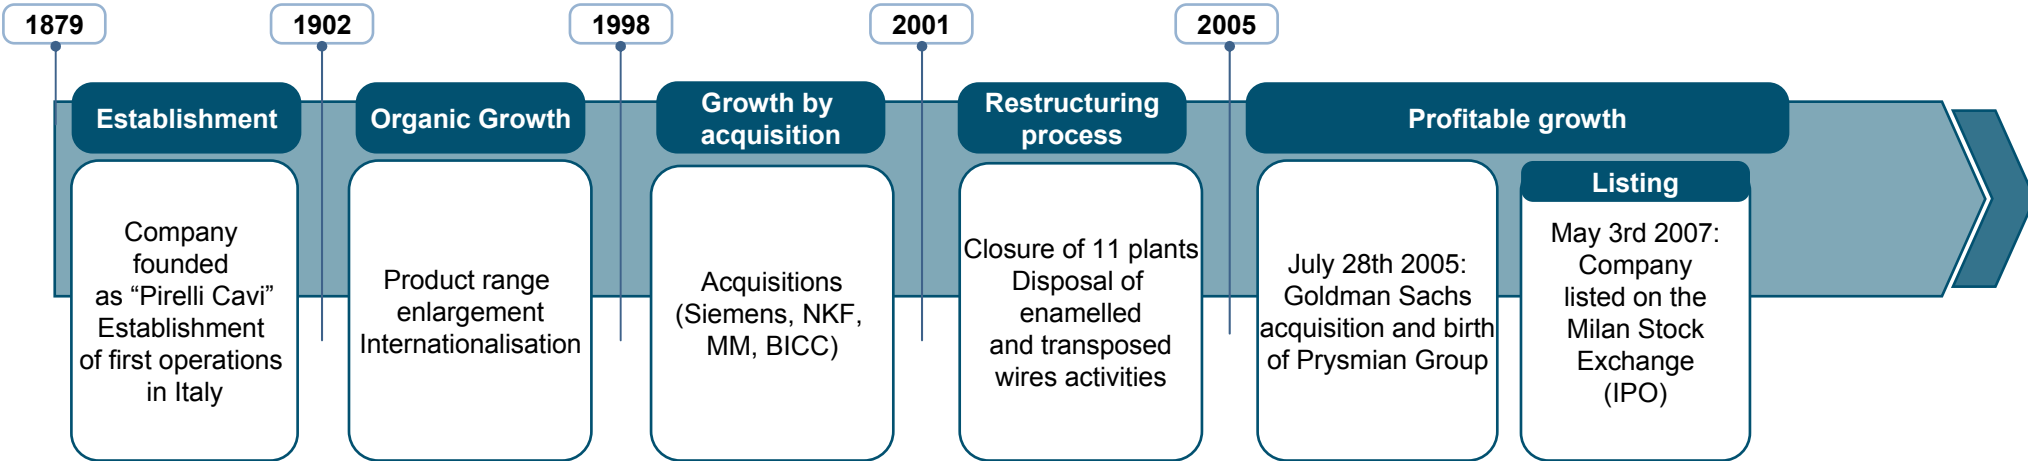 1879
1902
1998
2001
2005
Establishment
Company
founded
as “Pirelli Cavi”
Establishment
of first operations
in Italy
Organic Growth
Product range
enlargement
Internationalisation
Growth by
acquisition
Acquisitions
(Siemens, NKF,
MM, BICC)
Restructuring
process
Closure of 11 plants
Disposal of
enamelled
and transposed
wires activities
Profitable growth
July 28th 2005:
Goldman Sachs
acquisition and birth
of Prysmian Group
Listing
May 3rd 2007:
Company
listed on the
Milan Stock
Exchange
(IPO)